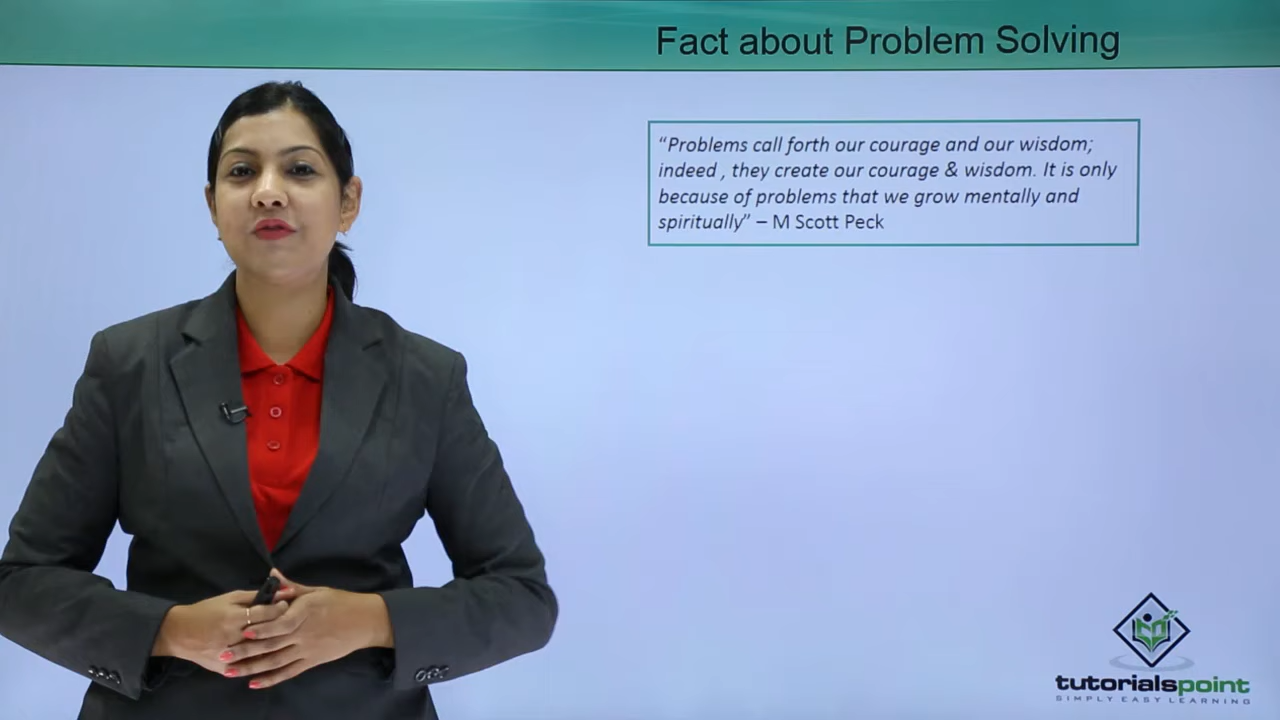 Fact about Problem Solving
“Problems call forth our courage and our wisdom;
indeed , they create our courage & wisdom. It is only
because of problems that we grow mentally and
spiritually” – M Scott Peck
tutorialspoint
SIMPLY EASY LEARNING